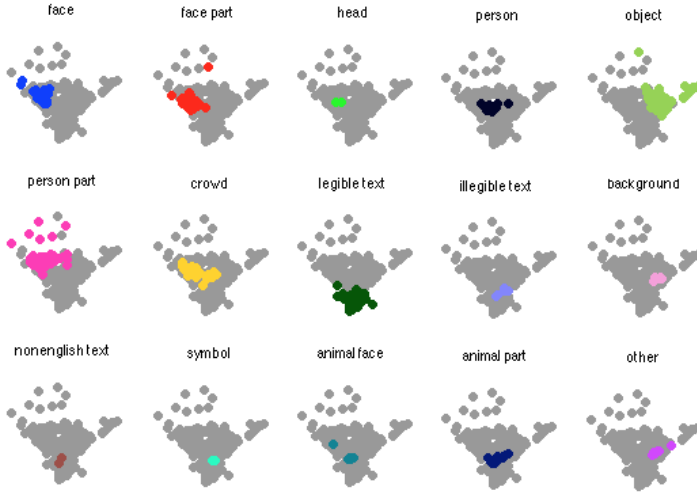 face face part head person object
person part crowd legible text illegible text background
nonenglish text symbol animal face animal part other